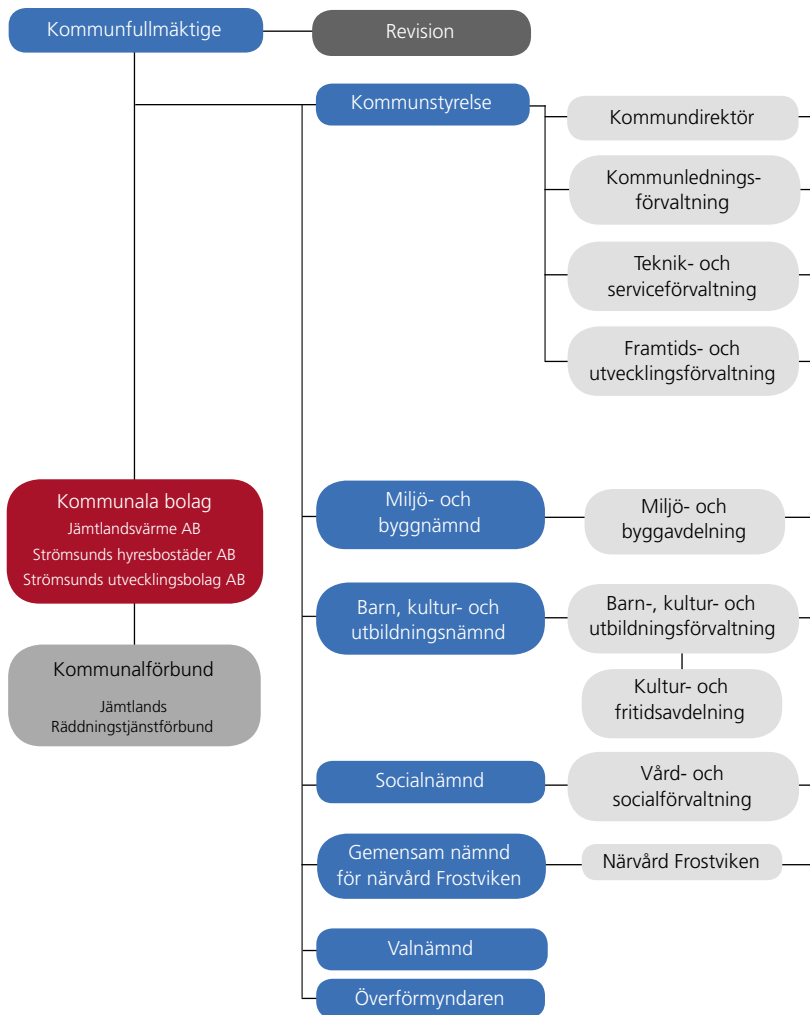 Kommunfullmäktige
Revision
Kommunstyrelse
Kommundirektör
Kommunlednings-
förvaltning
Teknik- och
serviceförvaltning
Framtids- och
utvecklingsförvaltning
Kommunala bolag
Jämtlandsvärme AB
Strömsunds hyresbostäder AB
Strömsunds utvecklingsbolag AB
Kommunalförbund
Jämtlands
Räddningstjänstförbund
Miljö- och
byggnämnd
Miljö- och
byggavdelning
Barn, kultur- och
utbildningsnämnd
Barn-, kultur- och
utbildningsförvaltning
Kultur- och
fritidsavdelning
Socialnämnd
Vård- och
socialförvaltning
Gemensam nämnd
för närvård Frostviken
Närvård Frostviken
Valnämnd
Överförmyndaren